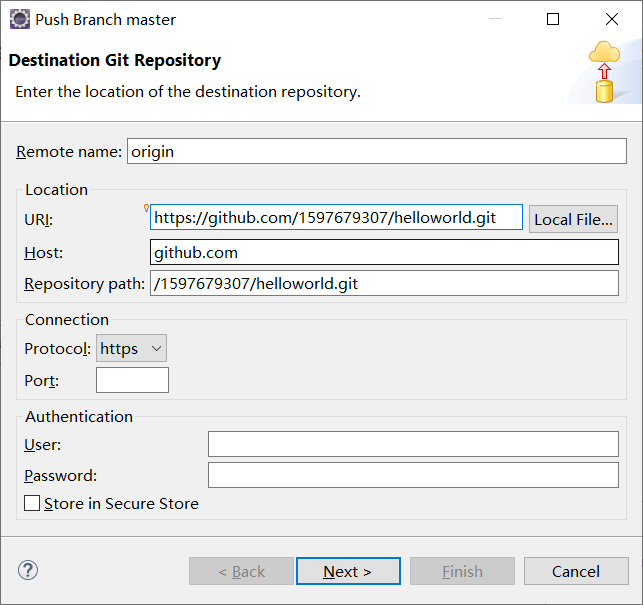 Push Branch master
Destination Git Repository
Enter the location of the destination repository.
Remote name: origin
Location
URI: https://github.com/1597679307/helloworld.git Local File...
Host: github.com
Repository path: /1597679307/helloworld.git
Connection
Protocol: https
Port:
Authentication
User:
Password:
Store in Secure Store
? < Back Next > Finish Cancel